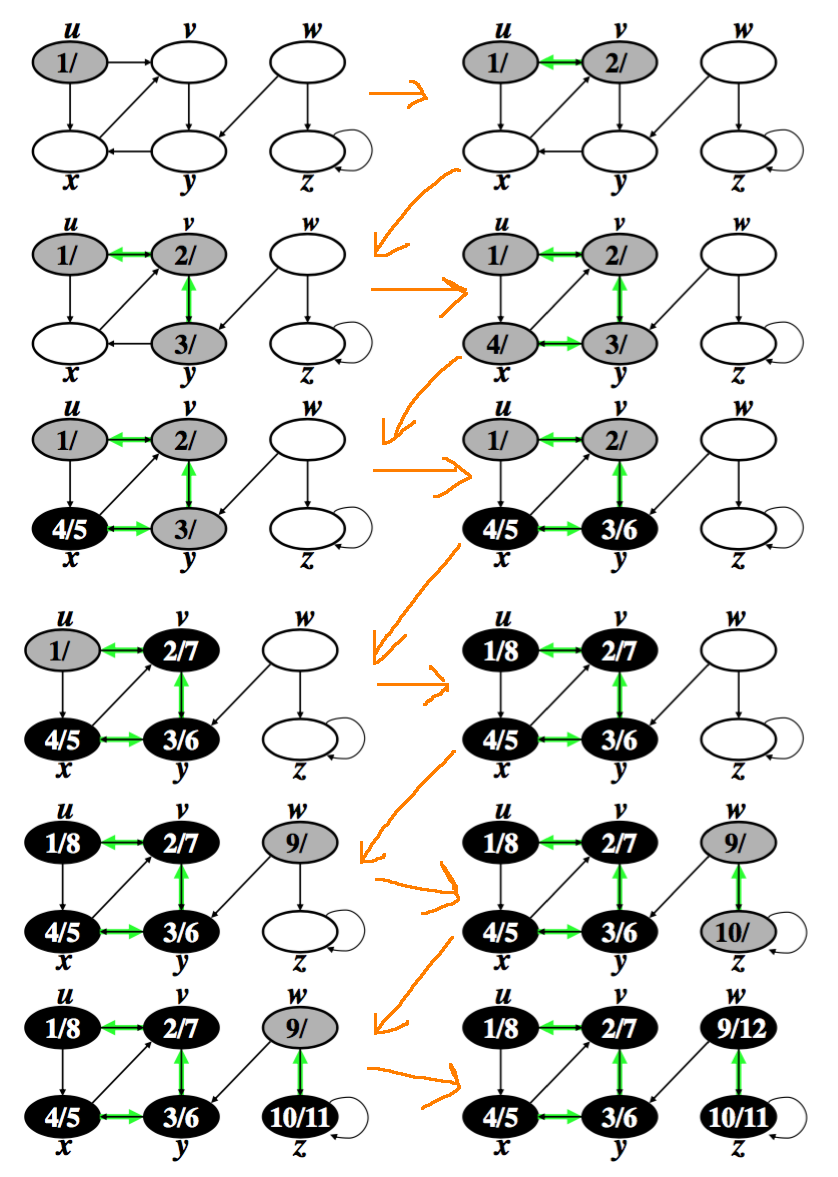 u v w u v w
1/ 1/ 2/
x y z x y z
u v w u v w
1/ 2/ 1/ 2/
3/ 4/ 3/
x y z x y z
u v w u v w
1/ 2/ 1/ 2/
4/5 3/ 4/5 3/6
x y z x y z
u v w u v w
1/ 2/7 1/8 2/7
4/5 3/6 4/5 3/6
x y z x y z
u v w u v w
1/8 2/7 9/ 1/8 2/7 9/
4/5 3/6 4/5 3/6 10/
x y z x y z
u v w u v w
1/8 2/7 9/ 1/8 2/7 9/12
4/5 3/6 10/11 4/5 3/6 10/11
x y z x y z